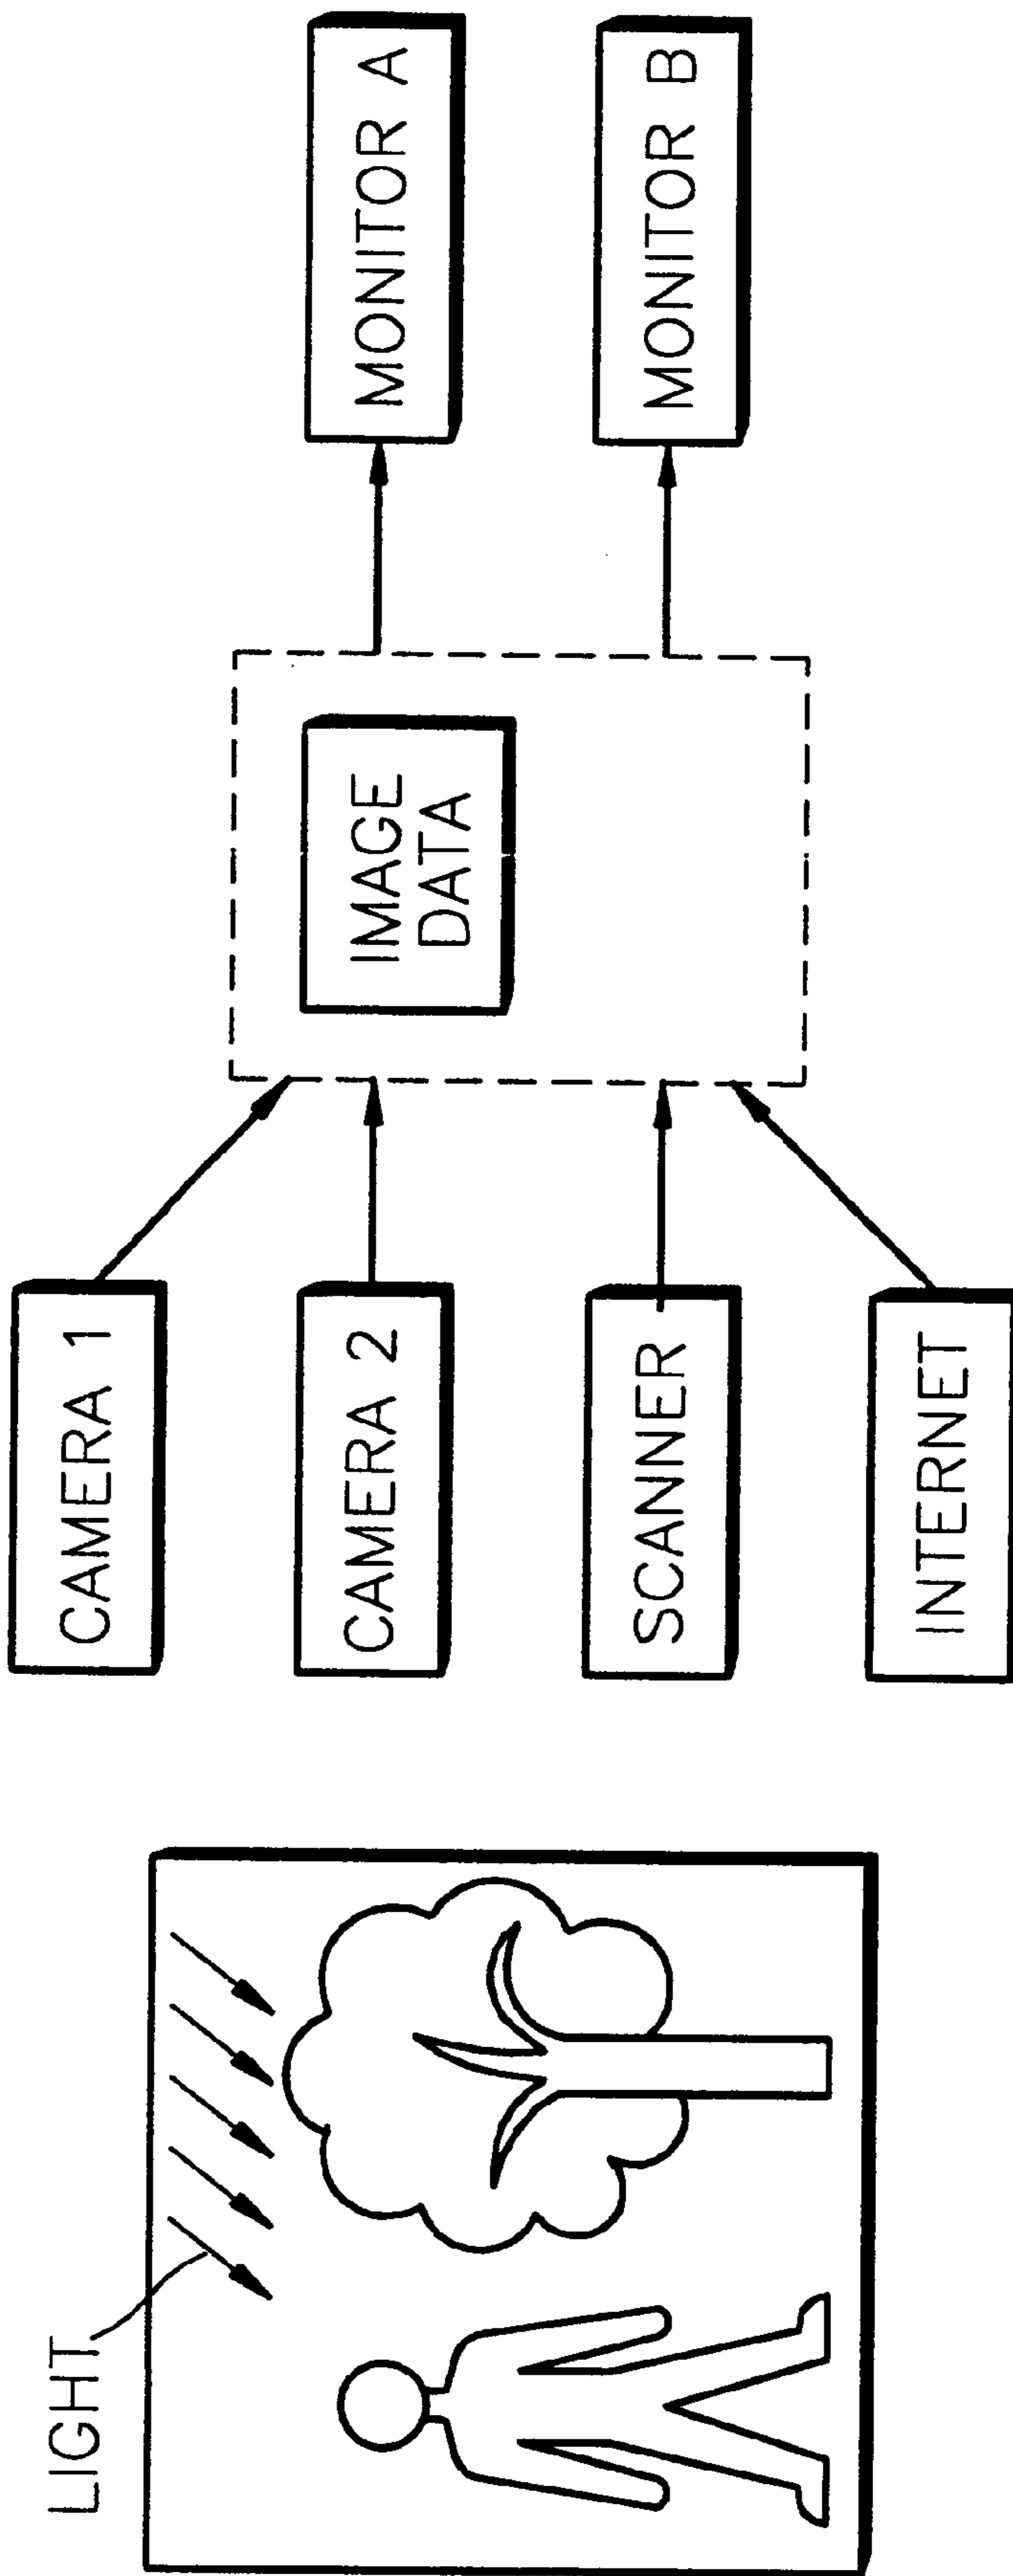 LIGHT
CAMERA 1
CAMERA 2
SCANNER
INTERNET
IMAGE
DATA
MONITOR A
MONITOR B